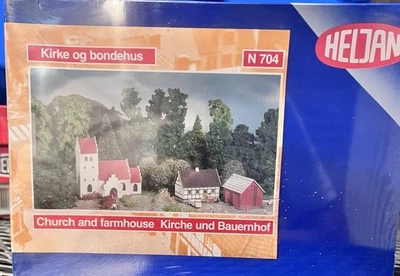 Kirke og bondehus
N 704
HELJAN
Church and farmhouse Kirche und Bauernhof